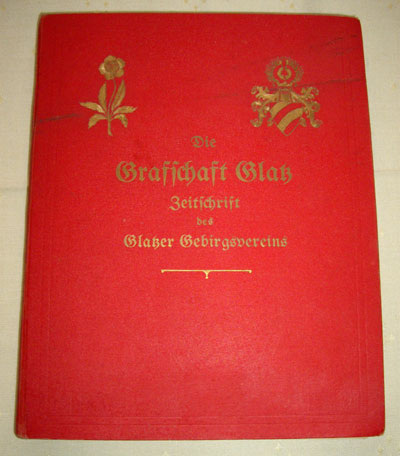 Die
Grafſchaft Glatz
Zeitſchrift
des
Glatzer Gebirgsvereins